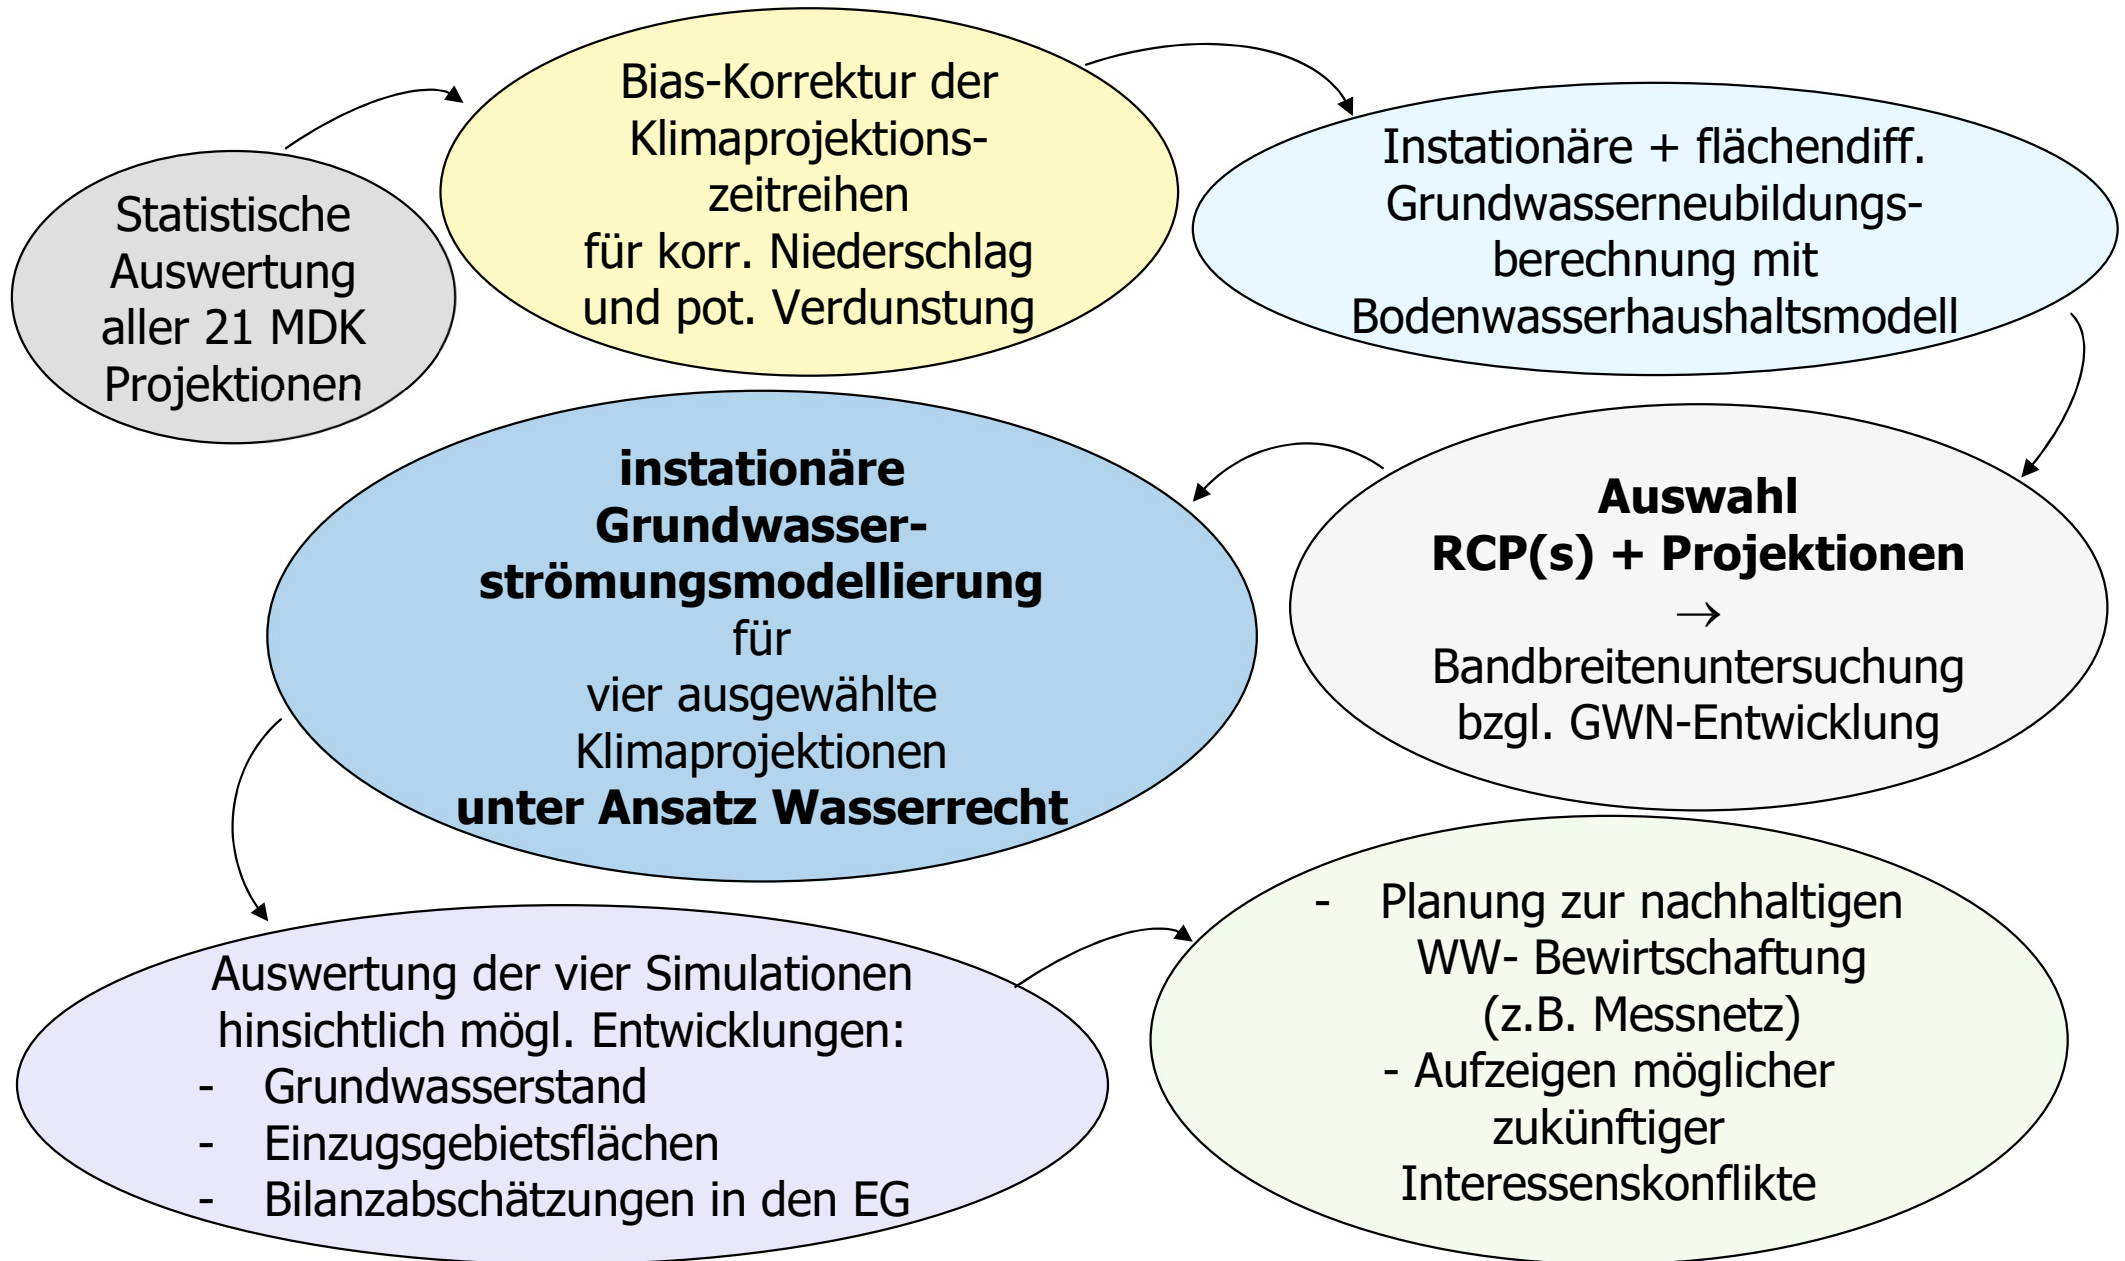 Statistische
Auswertung
aller 21 MDK
Projektionen
Bias-Korrektur der
Klimaprojektions-
zeitreihen
für korr. Niederschlag
und pot. Verdunstung
Instationäre + flächendiff.
Grundwasserneubildungs-
berechnung mit
Bodenwasserhaushaltsmodell
Auswahl
RCP(s) + Projektionen
→
Bandbreitenuntersuchung
bzgl. GWN-Entwicklung
instationäre
Grundwasser-
strömungsmodellierung
für
vier ausgewählte
Klimaprojektionen
unter Ansatz Wasserrecht
Auswertung der vier Simulationen
hinsichtlich mögl. Entwicklungen:
- Grundwasserstand
- Einzugsgebietsflächen
- Bilanzabschätzungen in den EG
- Planung zur nachhaltigen
WW- Bewirtschaftung
(z.B. Messnetz)
- Aufzeigen möglicher
zukünftiger
Interessenskonflikte